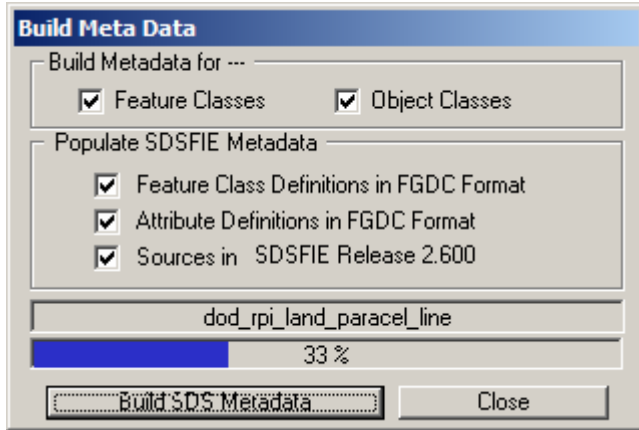 Build Meta Data
Build Metadata for ---
Feature Classes Object Classes
Populate SDSFIE Metadata
Feature Class Definitions in FGDC Format
Attribute Definitions in FGDC Format
Sources in SDSFIE Release 2.600
dod_rpi_land_paracel_line
33 %
Build SDS Metadata Close